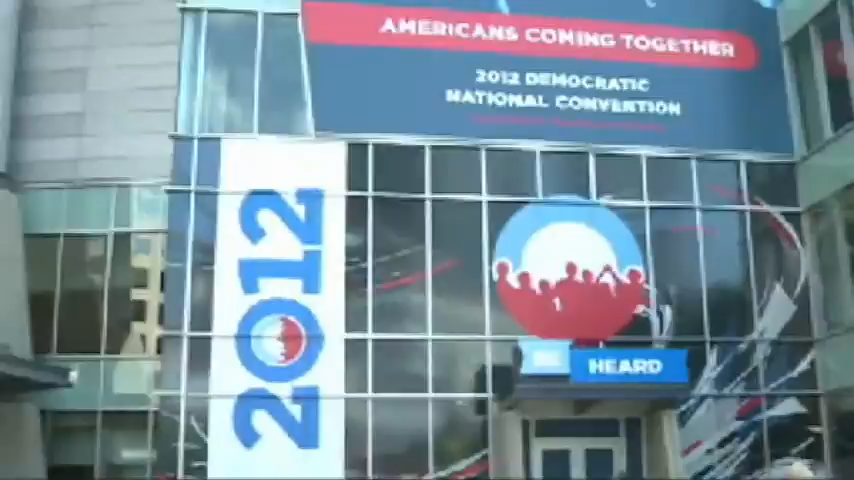 AMERICANS COMING TOGETHER
2012 DEMOCRATIC
NATIONAL CONVENTION
2012
HEARD